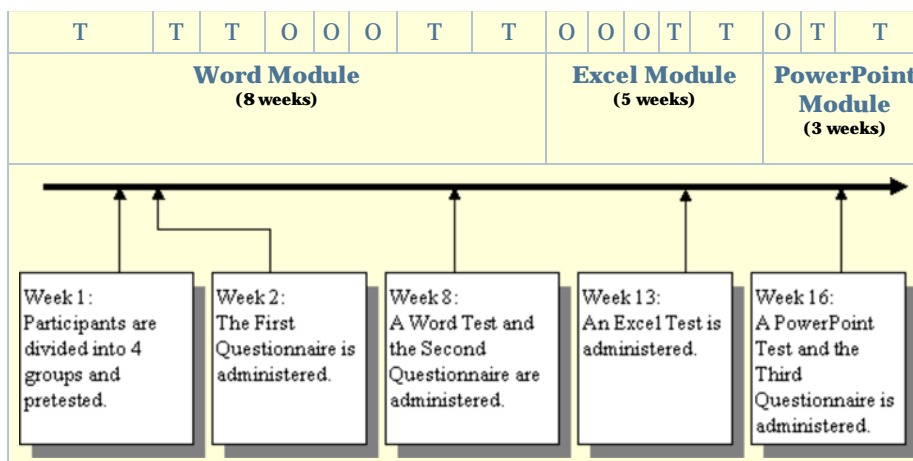 T T T O O O T T O O O T T O T T
Word Module
(8 weeks)
Excel Module
(5 weeks)
PowerPoint
Module
(3 weeks)
Week 1:
Participants are
divided into 4
groups and
pretested.
Week 2:
The First
Questionnaire is
administered.
Week 8:
A Word Test and
the Second
Questionnaire are
administered.
Week 13:
An Excel Test is
administered.
Week 16:
A PowerPoint
Test and the
Third
Questionnaire is
administered.